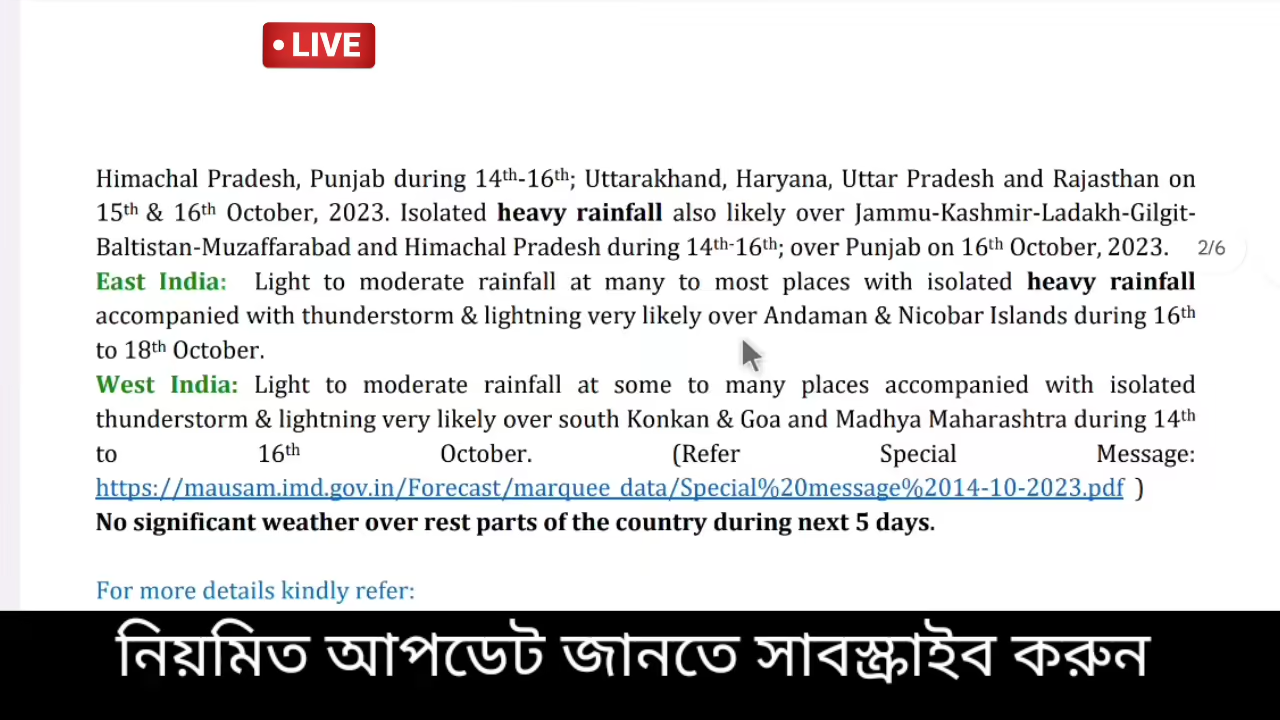 • LIVE
Himachal Pradesh, Punjab during 14th-16th; Uttarakhand, Haryana, Uttar Pradesh and Rajasthan on
15th & 16th October, 2023. Isolated heavy rainfall also likely over Jammu-Kashmir-Ladakh-Gilgit-
Baltistan-Muzaffarabad and Himachal Pradesh during 14th-16th; over Punjab on 16th October, 2023.
2/6
East India: Light to moderate rainfall at many to most places with isolated heavy rainfall
accompanied with thunderstorm & lightning very likely over Andaman & Nicobar Islands during 16th
to 18th October.
West India: Light to moderate rainfall at some to many places accompanied with isolated
thunderstorm & lightning very likely over south Konkan & Goa and Madhya Maharashtra during 14th
to 16th October. (Refer Special Message:
https://mausam.imd.gov.in/Forecast/marquee_data/Special%20message%2014-10-2023.pdf )
No significant weather over rest parts of the country during next 5 days.
For more details kindly refer:
নিয়মিত আপডেট জানতে সাবস্ক্রাইব করুন